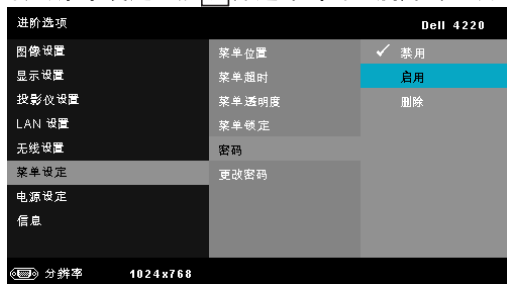 进阶选项 Dell 4220
图像设置
显示设置
投影仪设置
LAN 设置
无线设置
菜单设定
电源设定
信息
菜单位置
菜单超时
菜单透明度
菜单锁定
密码
更改密码
禁用
启用
删除
分辨率 1024x768